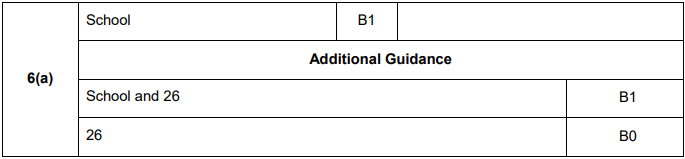 School B1
Additional Guidance
6(a)
School and 26 B1
26 B0